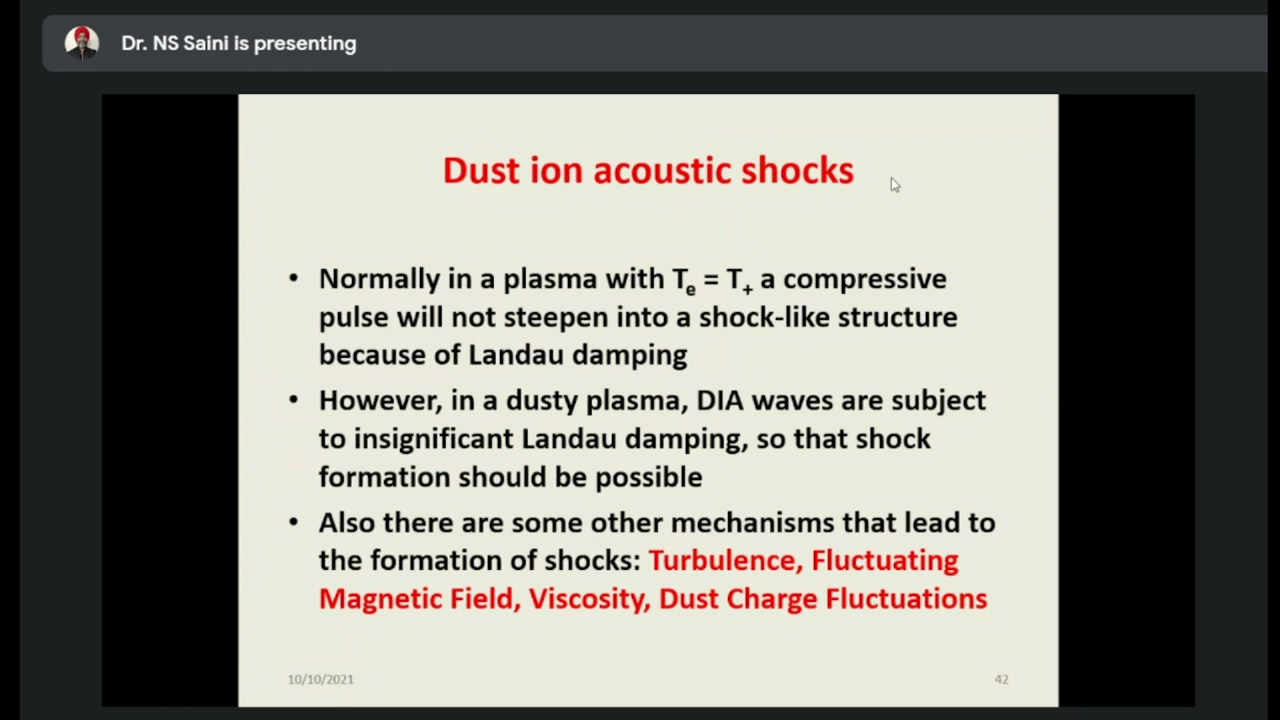 Dr. NS Saini is presenting
Dust ion acoustic shocks
• Normally in a plasma with Te = T+ a compressive
pulse will not steepen into a shock-like structure
because of Landau damping
• However, in a dusty plasma, DIA waves are subject
to insignificant Landau damping, so that shock
formation should be possible
• Also there are some other mechanisms that lead to
the formation of shocks: Turbulence, Fluctuating
Magnetic Field, Viscosity, Dust Charge Fluctuations
10/10/2021 42